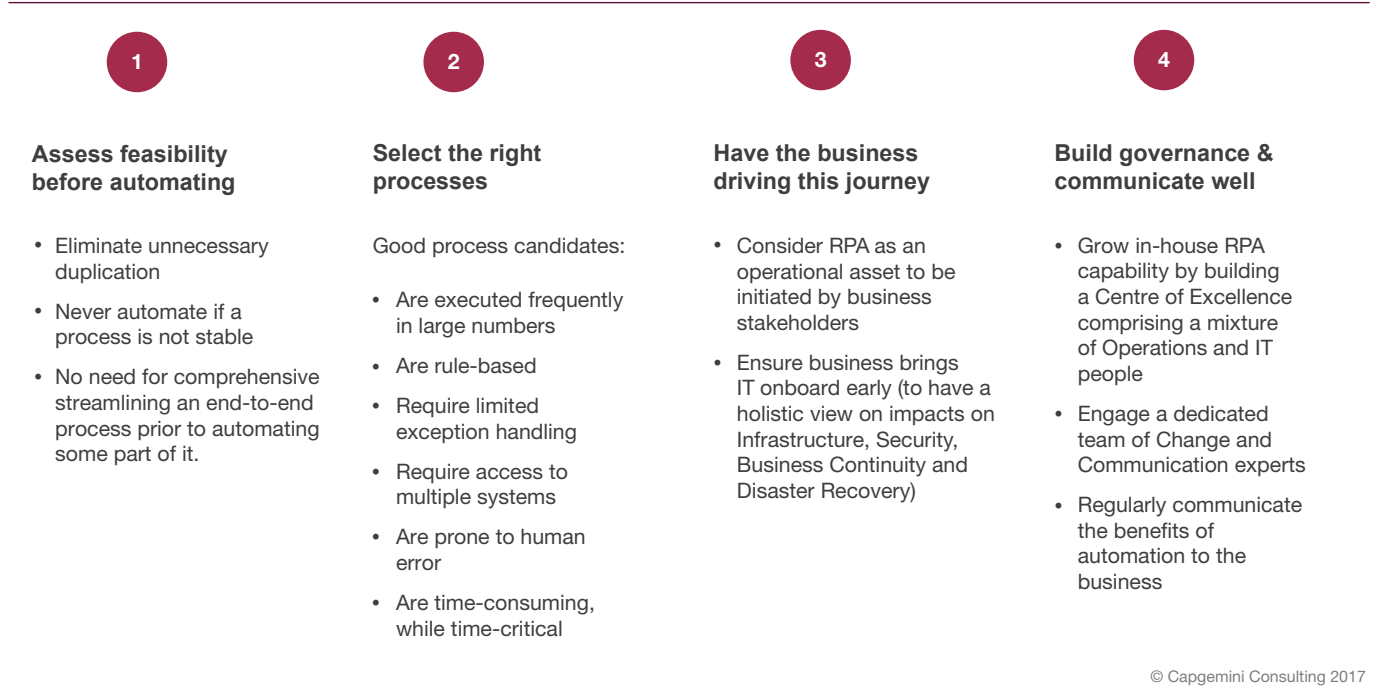 1
Assess feasibility
before automating
• Eliminate unnecessary
duplication
• Never automate if a
process is not stable
• No need for comprehensive
streamlining an end-to-end
process prior to automating
some part of it.
2
Select the right
processes
Good process candidates:
• Are executed frequently
in large numbers
• Are rule-based
• Require limited
exception handling
• Require access to
multiple systems
• Are prone to human
error
• Are time-consuming,
while time-critical
3
Have the business
driving this journey
• Consider RPA as an
operational asset to be
initiated by business
stakeholders
• Ensure business brings
IT onboard early (to have a
holistic view on impacts on
Infrastructure, Security,
Business Continuity and
Disaster Recovery)
4
Build governance &
communicate well
• Grow in-house RPA
capability by building
a Centre of Excellence
comprising a mixture
of Operations and IT
people
• Engage a dedicated
team of Change and
Communication experts
• Regularly communicate
the benefits of
automation to the
business
© Capgemini Consulting 2017